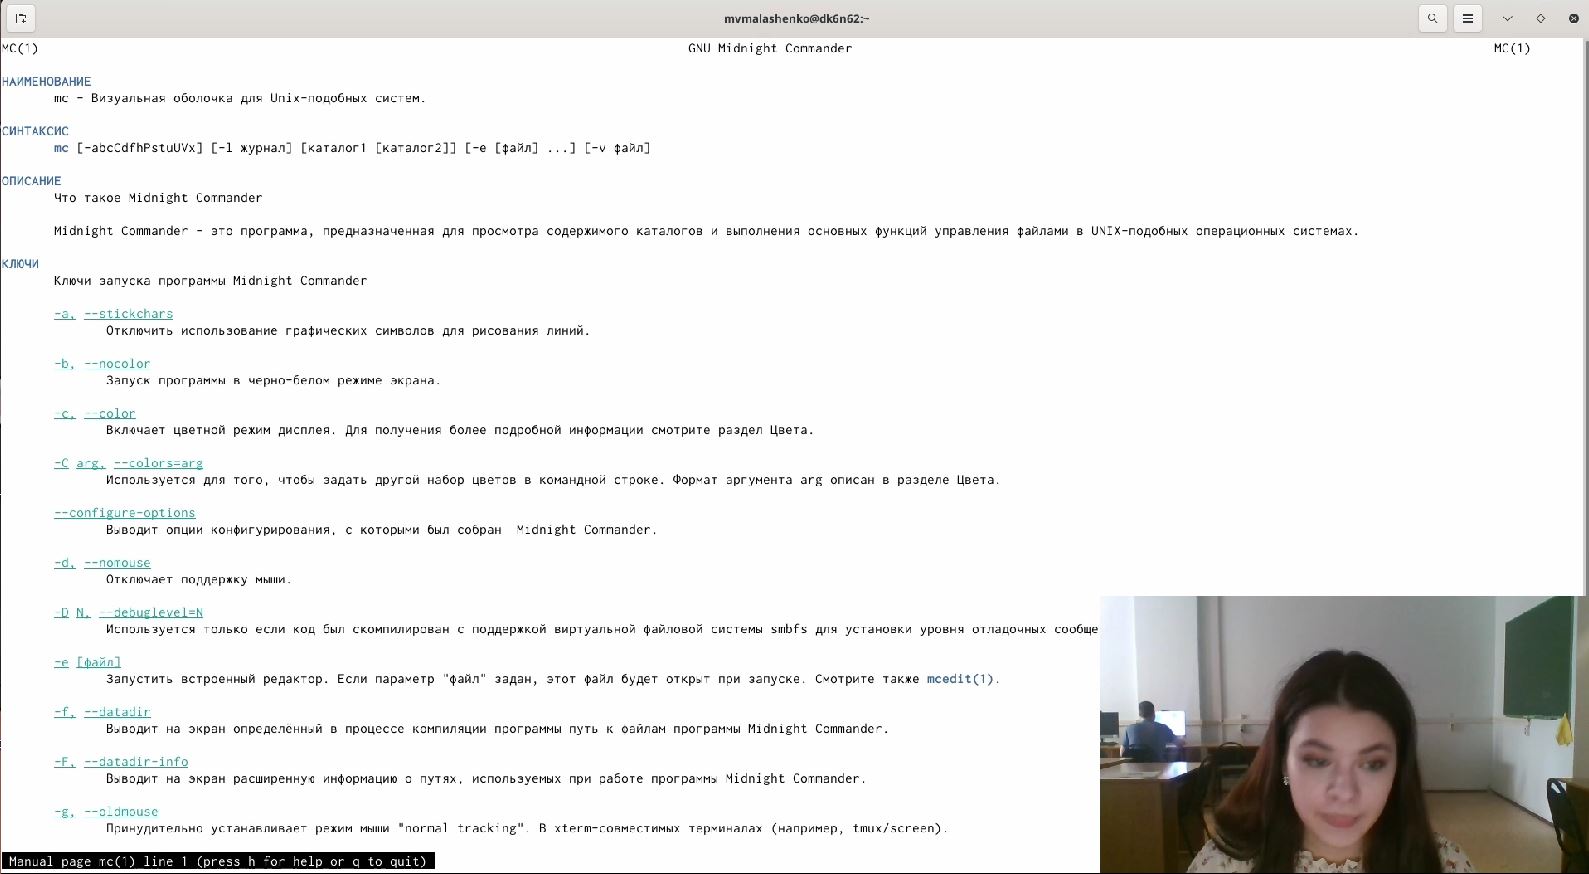 mvmalashenko@dk6n62:~
MC(1) GNU Midnight Commander MC(1)
НАИМЕНОВАНИЕ
mc - Визуальная оболочка для Unix-подобных систем.
СИНТАКСИС
mc [-abcCdfhPstuUVx] [-l журнал] [каталог1 [каталог2]] [-e [файл] ...] [-v файл]
ОПИСАНИЕ
Что такое Midnight Commander
Midnight Commander - это программа, предназначенная для просмотра содержимого каталогов и выполнения основных функций управления файлами в UNIX-подобных операционных системах.
КЛЮЧИ
Ключи запуска программы Midnight Commander
-a, --stickchars
Отключить использование графических символов для рисования линий.
-b, --nocolor
Запуск программы в черно-белом режиме экрана.
-c, --color
Включает цветной режим дисплея. Для получения более подробной информации смотрите раздел Цвета.
-C arg, --colors=arg
Используется для того, чтобы задать другой набор цветов в командной строке. Формат аргумента arg описан в разделе Цвета.
--configure-options
Выводит опции конфигурирования, с которыми был собран  Midnight Commander.
-d, --nomouse
Отключает поддержку мыши.
-D N, --debuglevel=N
Используется только если код был скомпилирован с поддержкой виртуальной файловой системы smbfs для установки уровня отладочных сообще
-e [файл]
Запустить встроенный редактор. Если параметр "файл" задан, этот файл будет открыт при запуске. Смотрите также mcedit(1).
-f, --datadir
Выводит на экран определённый в процессе компиляции программы путь к файлам программы Midnight Commander.
-F, --datadir-info
Выводит на экран расширенную информацию о путях, используемых при работе программы Midnight Commander.
-g, --oldmouse
Принудительно устанавливает режим мыши "normal tracking". В xterm-совместимых терминалах (например, tmux/screen).
Manual page mc(1) line 1 (press h for help or q to quit)